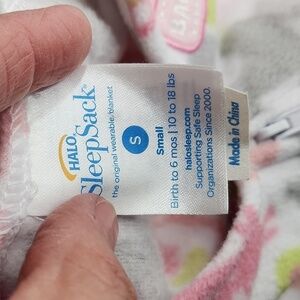 HALO
SleepSack
the original wearable blanket
S
Small
Birth to 6 mos | 10 to 18 lbs
halosleep.com
Supporting Safe Sleep
Organizations Since 2000.
Made in China